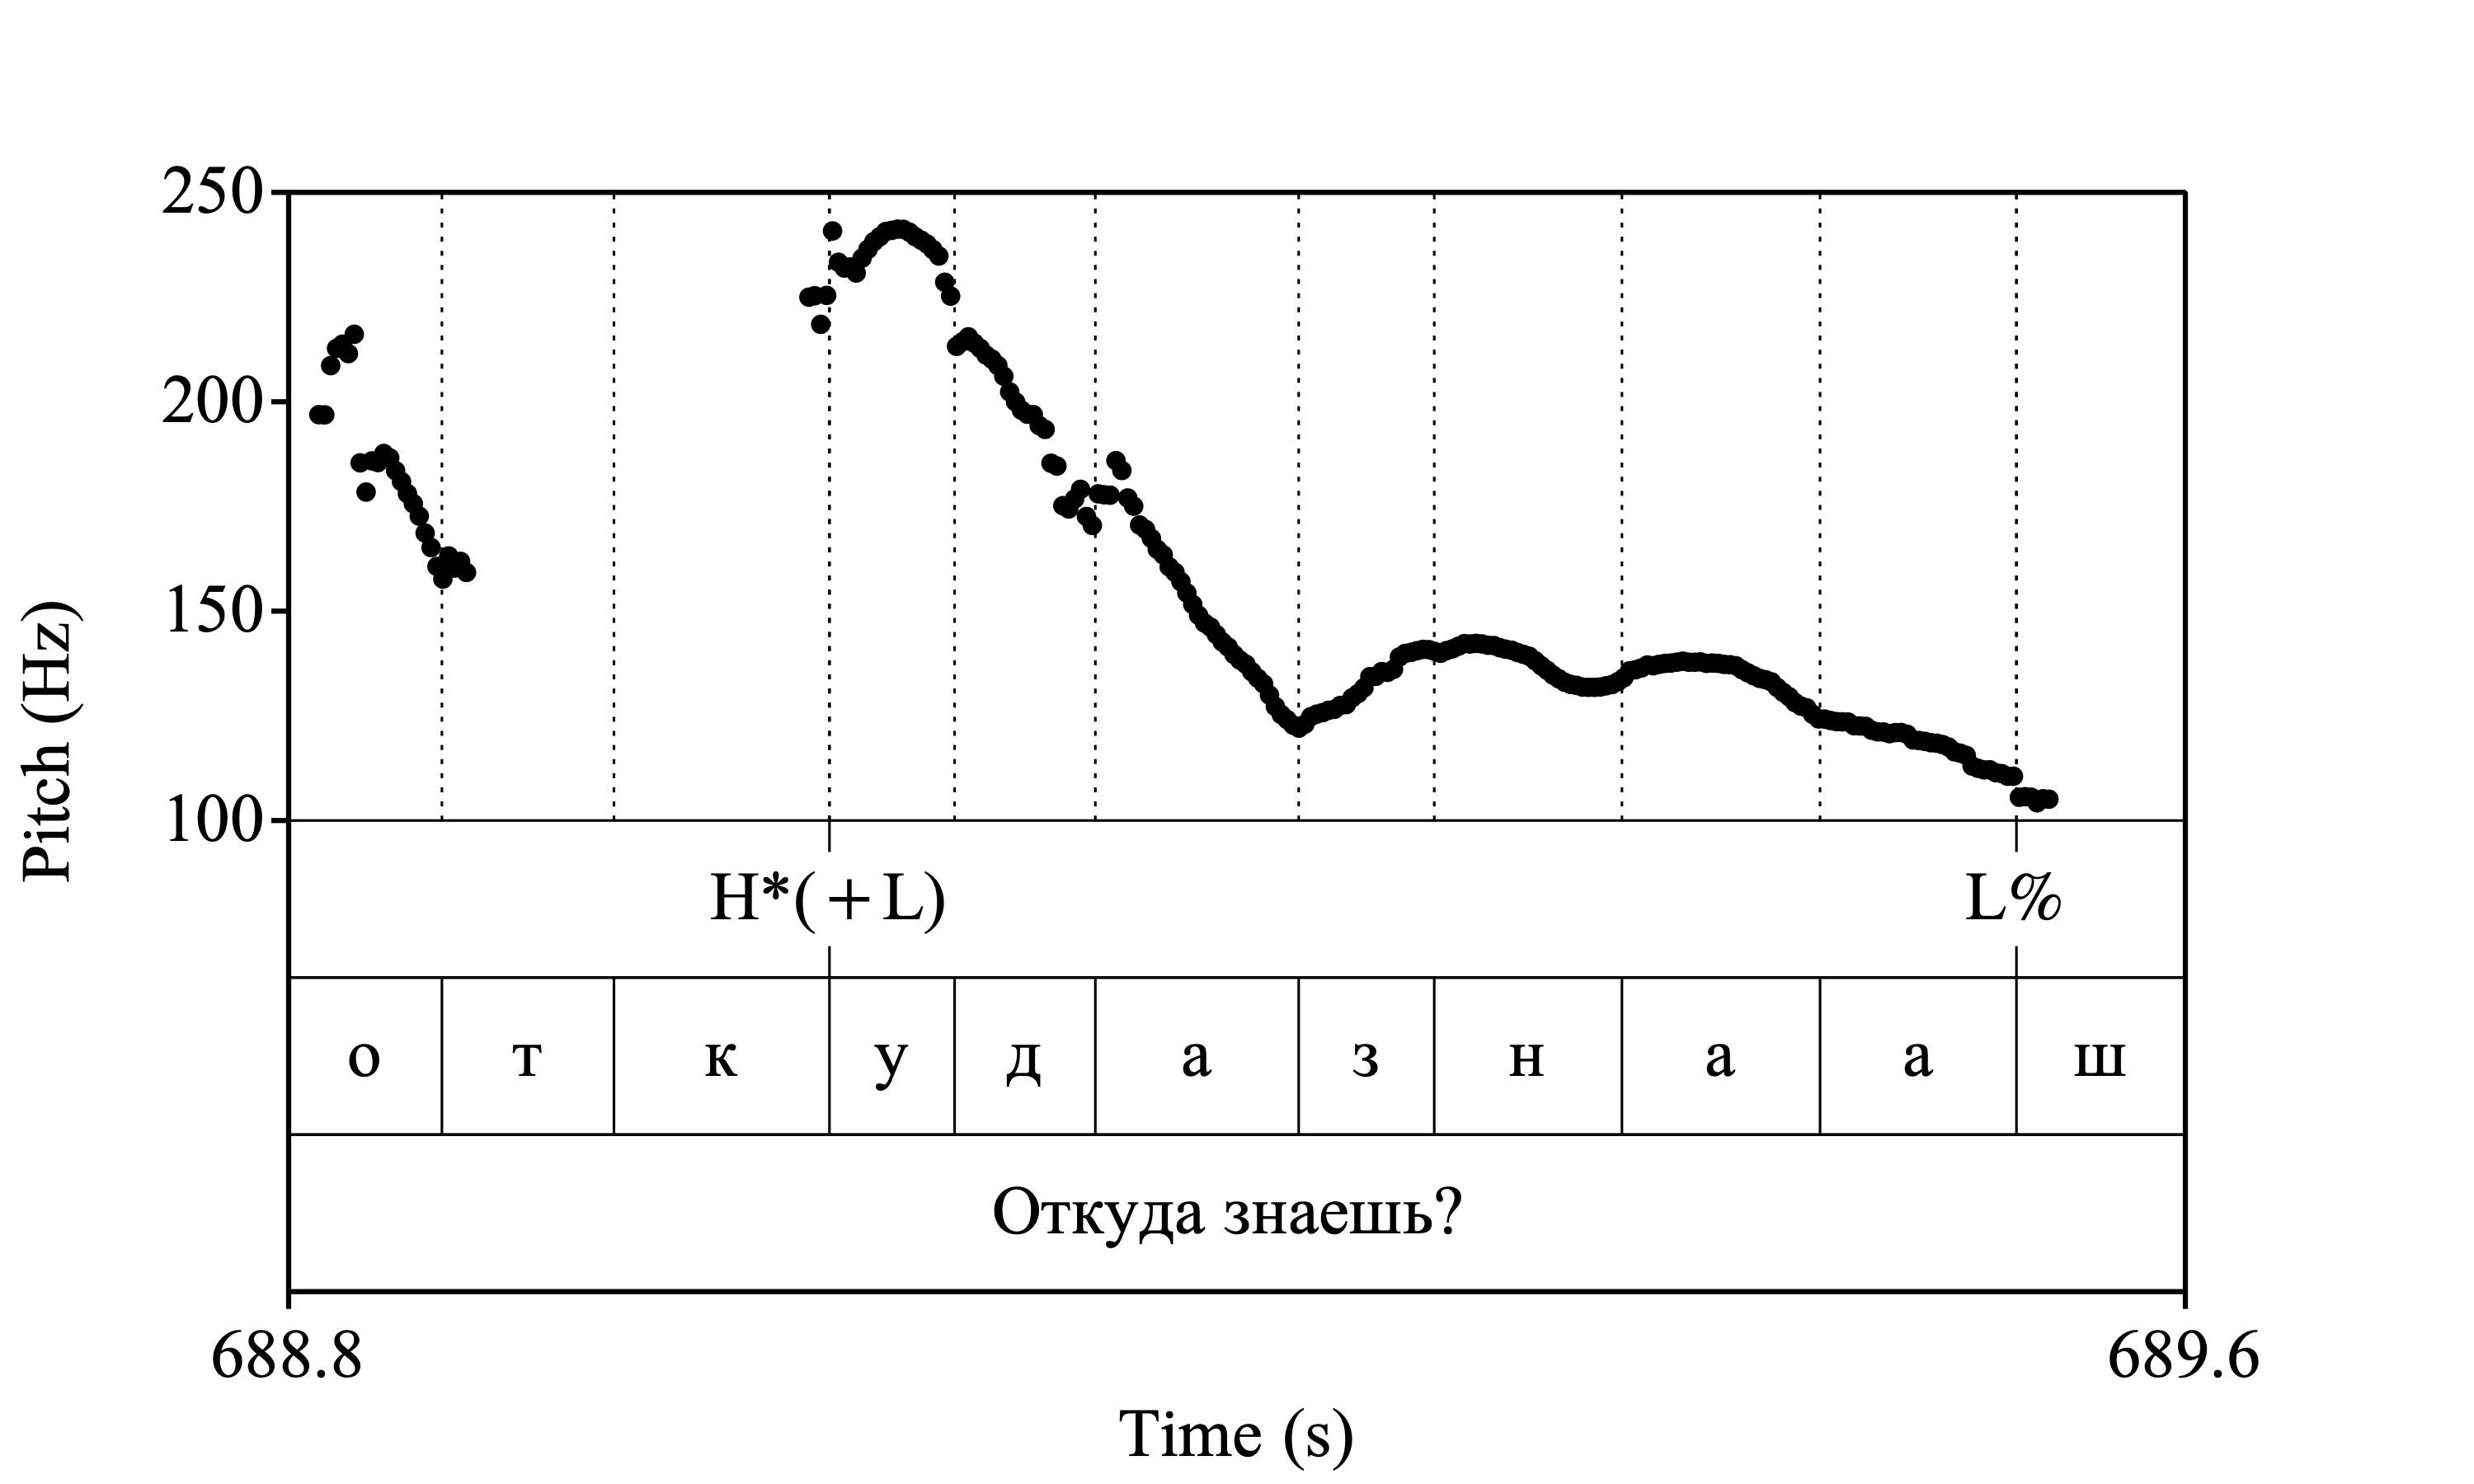 250
200
150
100
Pitch (Hz)
H*(+L) L%
о т к у д а з н а а ш
Откуда знаешь?
688.8 689.6
Time (s)